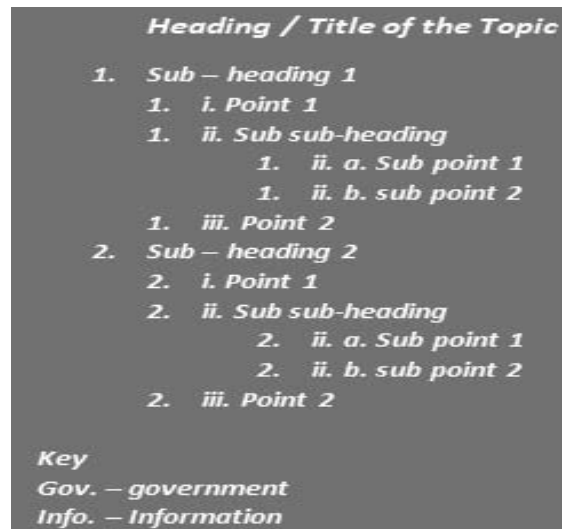 Heading / Title of the Topic
1. Sub – heading 1
1. i. Point 1
1. ii. Sub sub-heading
1. ii. a. Sub point 1
1. ii. b. sub point 2
1. iii. Point 2
2. Sub – heading 2
2. i. Point 1
2. ii. Sub sub-heading
2. ii. a. Sub point 1
2. ii. b. sub point 2
2. iii. Point 2
Key
Gov. – government
Info. – Information